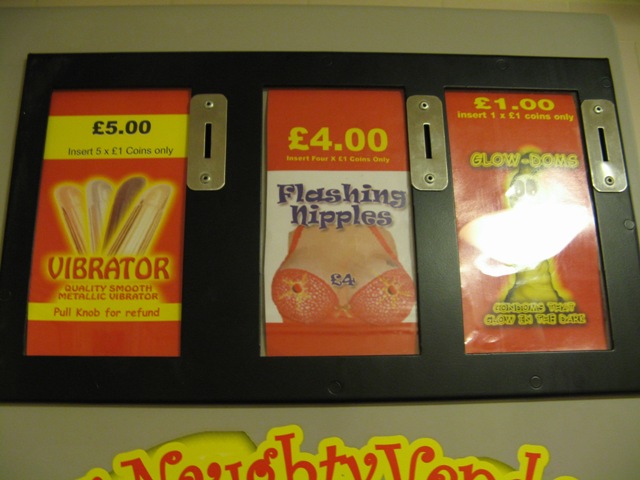 £5.00
Insert 5 x £1 Coins only
VIBRATOR
QUALITY SMOOTH
METALLIC VIBRATOR
Pull Knob for refund
£4.00
Insert Four X £1 Coins Only
Flashing
Nipples
£4
£1.00
insert 1 x £1 coins only
GLOW-DOMS
CONDOMS THAT
GLOW IN THE DARK
Naughty